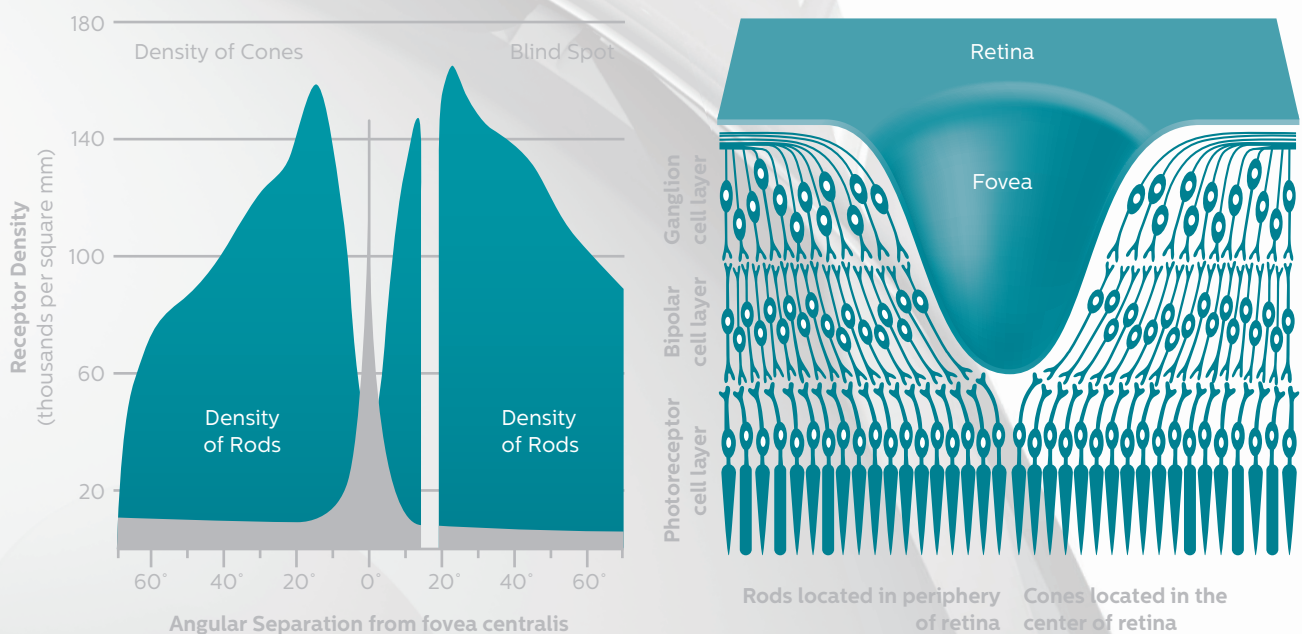 180
140
100
60
20
Receptor Density
(thousands per square mm)
Density of Cones
Blind Spot
Density
of Rods
Density
of Rods
60°
40°
20°
0°
20°
40°
60°
Angular Separation from fovea centralis
Retina
Fovea
Ganglion
cell layer
Bipolar
cell layer
Photoreceptor
cell layer
Rods located in periphery
of retina
Cones located in the
center of retina